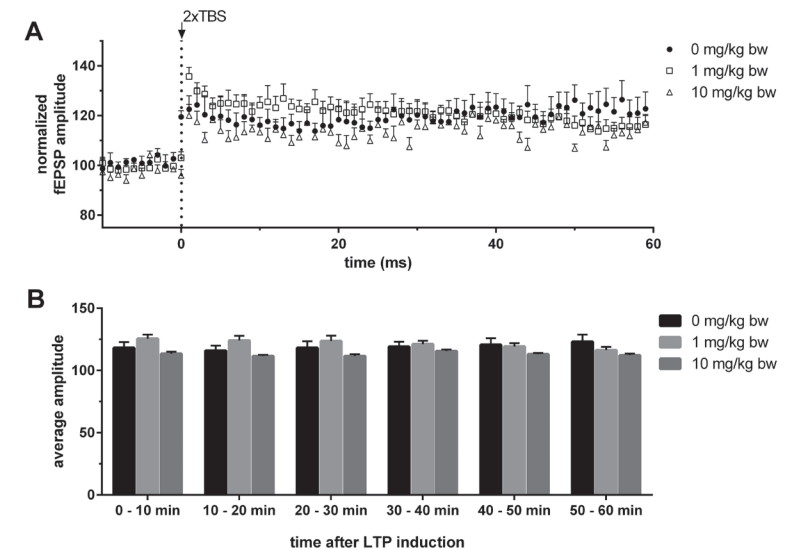 2xTBS
A
0 mg/kg bw
1 mg/kg bw
10 mg/kg bw
normalized
fEPSP amplitude
140
120
100
80
0
20
40
60
time (ms)
B
150
100
50
0
average amplitude
0 mg/kg bw
1 mg/kg bw
10 mg/kg bw
0 - 10 min
10 - 20 min
20 - 30 min
30 - 40 min
40 - 50 min
50 - 60 min
time after LTP induction